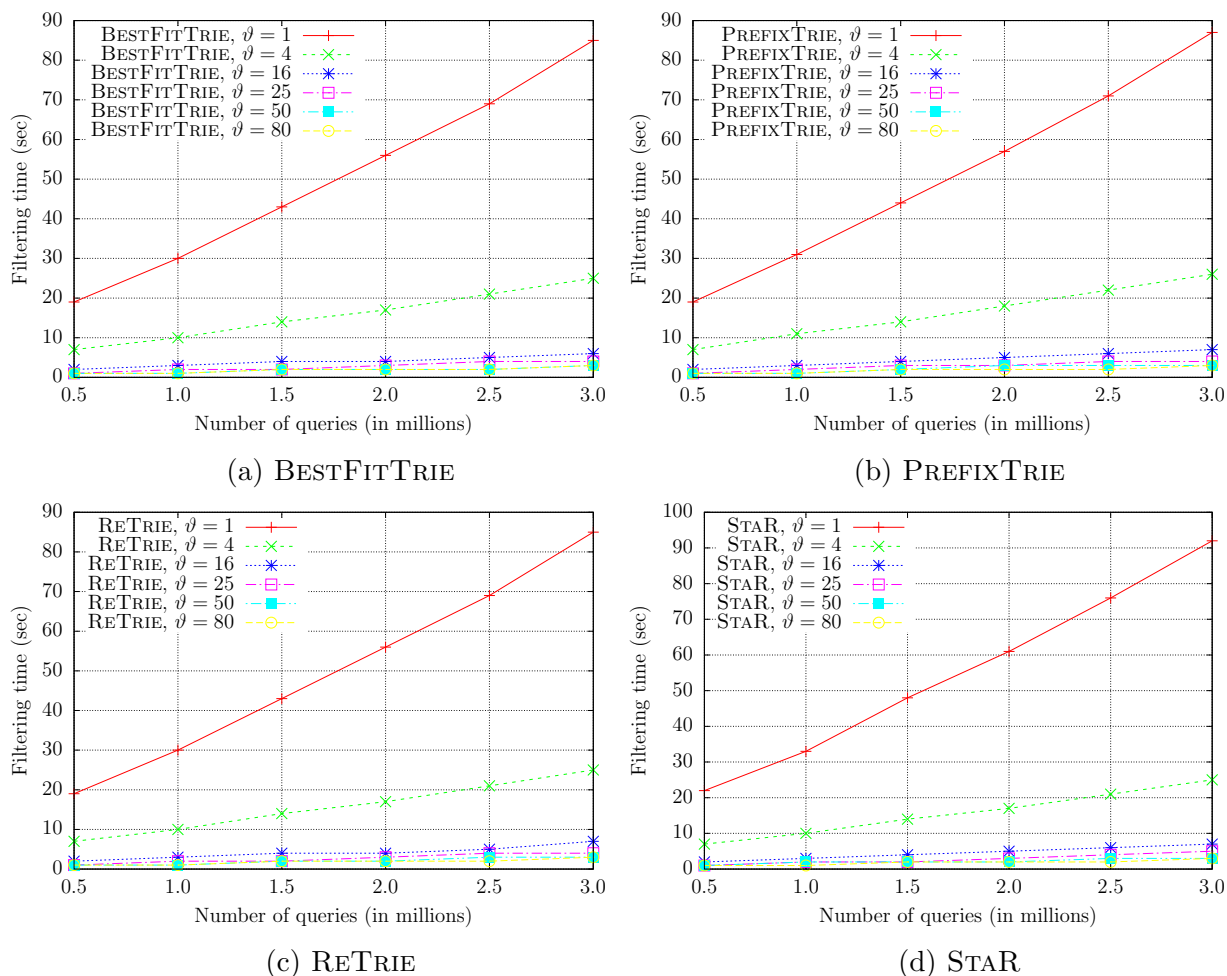 90
80
70
60
50
40
30
20
10
0
Filtering time (sec)
BESTFITTRIE, ϑ = 1
BESTFITTRIE, ϑ = 4
BESTFITTRIE, ϑ = 16
BESTFITTRIE, ϑ = 25
BESTFITTRIE, ϑ = 50
BESTFITTRIE, ϑ = 80
0.5 1.0 1.5 2.0 2.5 3.0
Number of queries (in millions)
(a) BESTFITTRIE
90
80
70
60
50
40
30
20
10
0
Filtering time (sec)
PREFIXTRIE, ϑ = 1
PREFIXTRIE, ϑ = 4
PREFIXTRIE, ϑ = 16
PREFIXTRIE, ϑ = 25
PREFIXTRIE, ϑ = 50
PREFIXTRIE, ϑ = 80
0.5 1.0 1.5 2.0 2.5 3.0
Number of queries (in millions)
(b) PREFIXTRIE
90
80
70
60
50
40
30
20
10
0
Filtering time (sec)
RETRIE, ϑ = 1
RETRIE, ϑ = 4
RETRIE, ϑ = 16
RETRIE, ϑ = 25
RETRIE, ϑ = 50
RETRIE, ϑ = 80
0.5 1.0 1.5 2.0 2.5 3.0
Number of queries (in millions)
(c) RETRIE
100
90
80
70
60
50
40
30
20
10
0
Filtering time (sec)
STAR, ϑ = 1
STAR, ϑ = 4
STAR, ϑ = 16
STAR, ϑ = 25
STAR, ϑ = 50
STAR, ϑ = 80
0.5 1.0 1.5 2.0 2.5 3.0
Number of queries (in millions)
(d) STAR